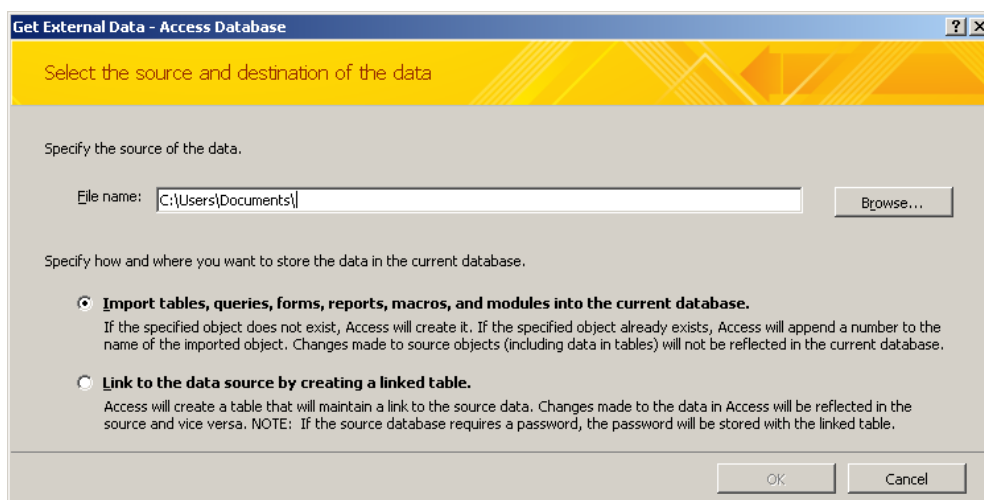 Get External Data - Access Database
Select the source and destination of the data
Specify the source of the data.
File name: C:\Users\Documents\ Browse...
Specify how and where you want to store the data in the current database.
Import tables, queries, forms, reports, macros, and modules into the current database.
If the specified object does not exist, Access will create it. If the specified object already exists, Access will append a number to the
name of the imported object. Changes made to source objects (including data in tables) will not be reflected in the current database.
Link to the data source by creating a linked table.
Access will create a table that will maintain a link to the source data. Changes made to the data in Access will be reflected in the
source and vice versa. NOTE: If the source database requires a password, the password will be stored with the linked table.
OK Cancel